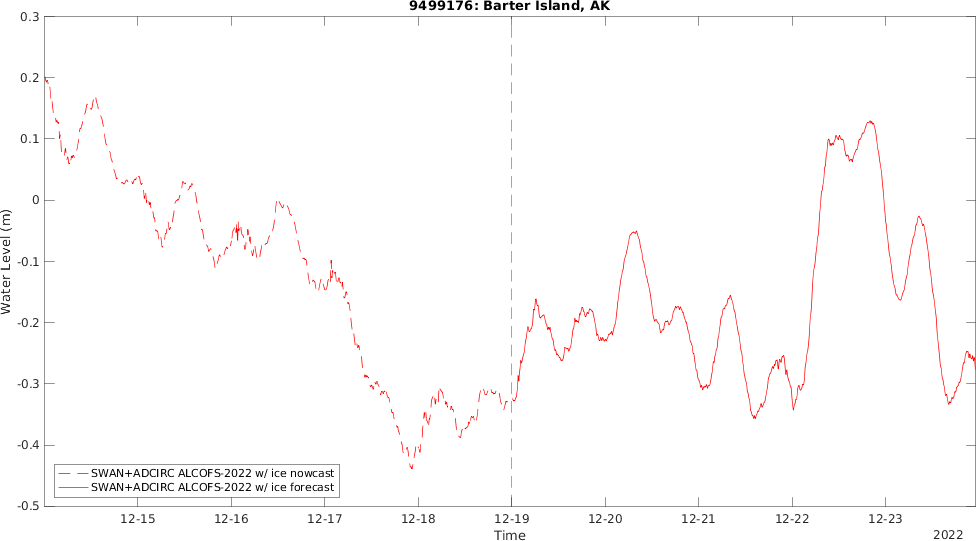 9499176: Barter Island, AK
0.3
0.2
0.1
0
-0.1
-0.2
-0.3
-0.4
-0.5
Water Level (m)
SWAN+ADCIRC ALCOFS-2022 w/ ice nowcast
SWAN+ADCIRC ALCOFS-2022 w/ ice forecast
12-15 12-16 12-17 12-18 12-19 12-20 12-21 12-22 12-23
Time
2022